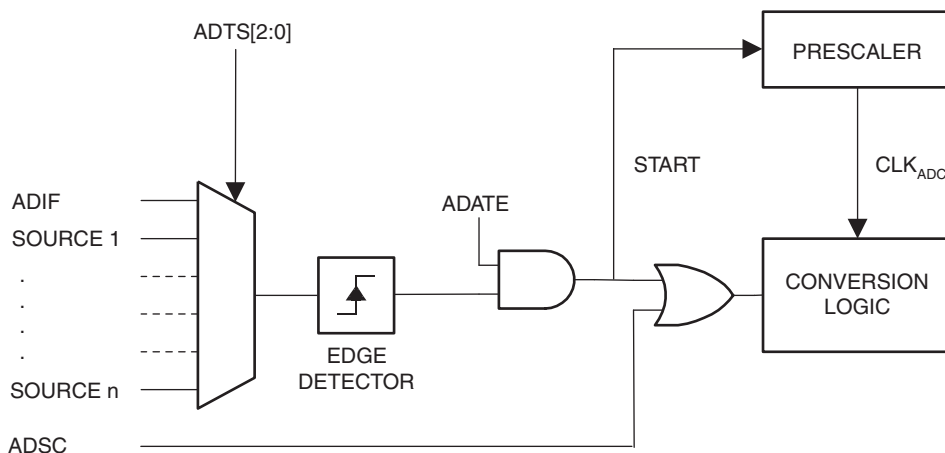 ADTS[2:0]
PRESCALER
START
CLKADC
ADIF
ADATE
SOURCE 1
.
.
.
.
CONVERSION
LOGIC
EDGE
DETECTOR
SOURCE n
ADSC